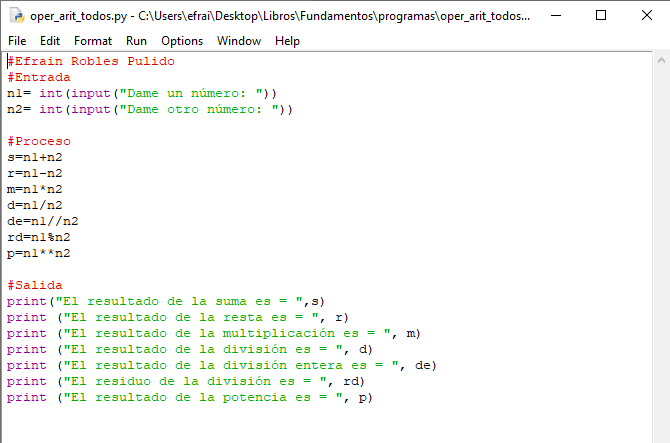 oper_arit_todos.py - C:\Users\efrai\Desktop\Libros\Fundamentos\programas\oper_arit_todos...
File Edit Format Run Options Window Help
#Efrain Robles Pulido
#Entrada
n1= int(input("Dame un número: "))
n2= int(input("Dame otro número: "))
#Proceso
s=n1+n2
r=n1-n2
m=n1*n2
d=n1/n2
de=n1//n2
rd=n1%n2
p=n1**n2
#Salida
print("El resultado de la suma es = ",s)
print ("El resultado de la resta es = ", r)
print ("El resultado de la multiplicación es = ", m)
print ("El resultado de la división es = ", d)
print ("El resultado de la división entera es = ", de)
print ("El residuo de la división es = ", rd)
print ("El resultado de la potencia es = ", p)